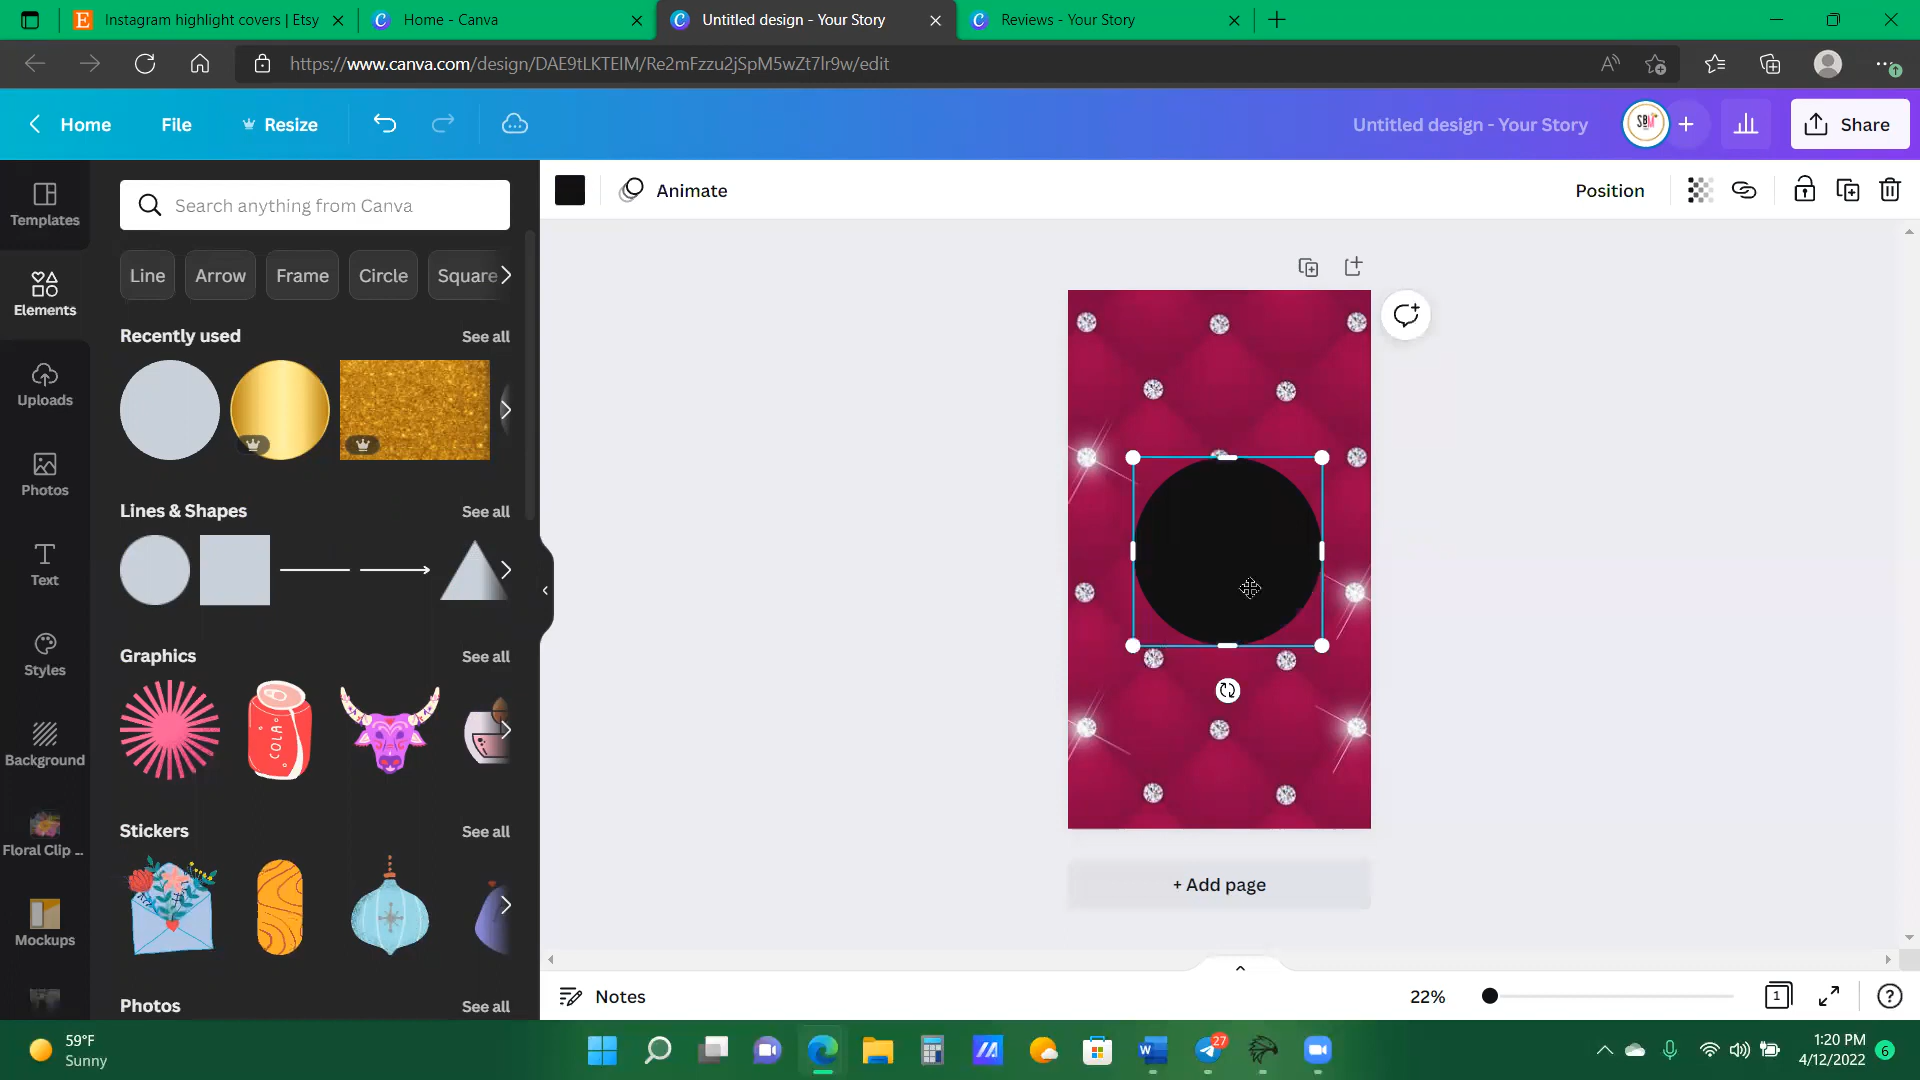 Instagram highlight covers | Etsy
Home - Canva
Untitled design - Your Story
Reviews - Your Story
https://www.canva.com/design/DAE9tLKTEIM/Re2mFzzu2jSpM5wZt7lr9w/edit
Home
File
Resize
Untitled design - Your Story
SBM
Share
Templates
Elements
Uploads
Photos
Text
Styles
Background
Floral Clip ...
Mockups
Search anything from Canva
Line
Arrow
Frame
Circle
Square
Recently used
See all
Lines & Shapes
See all
Graphics
See all
COLA
Stickers
See all
Photos
See all
Animate
Position
+ Add page
Notes
22%
1
59°F
Sunny
27
1:20 PM
4/12/2022
6